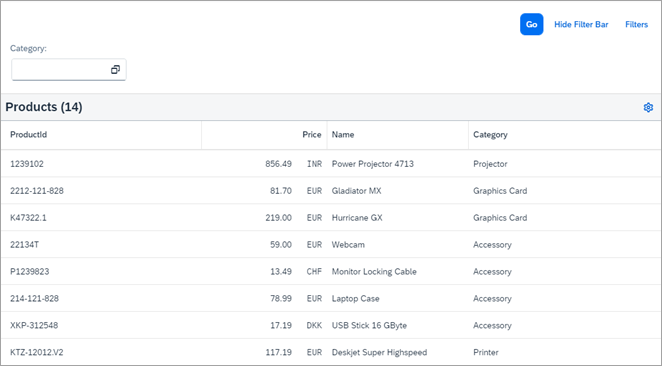 Go Hide Filter Bar Filters
Category:
Products (14)
ProductId Price Name Category
1239102 856.49 INR Power Projector 4713 Projector
2212-121-828 81.70 EUR Gladiator MX Graphics Card
K47322.1 219.00 EUR Hurricane GX Graphics Card
22134T 59.00 EUR Webcam Accessory
P1239823 13.49 CHF Monitor Locking Cable Accessory
214-121-828 78.99 EUR Laptop Case Accessory
XKP-312548 17.19 DKK USB Stick 16 GByte Accessory
KTZ-12012.V2 117.19 EUR Deskjet Super Highspeed Printer